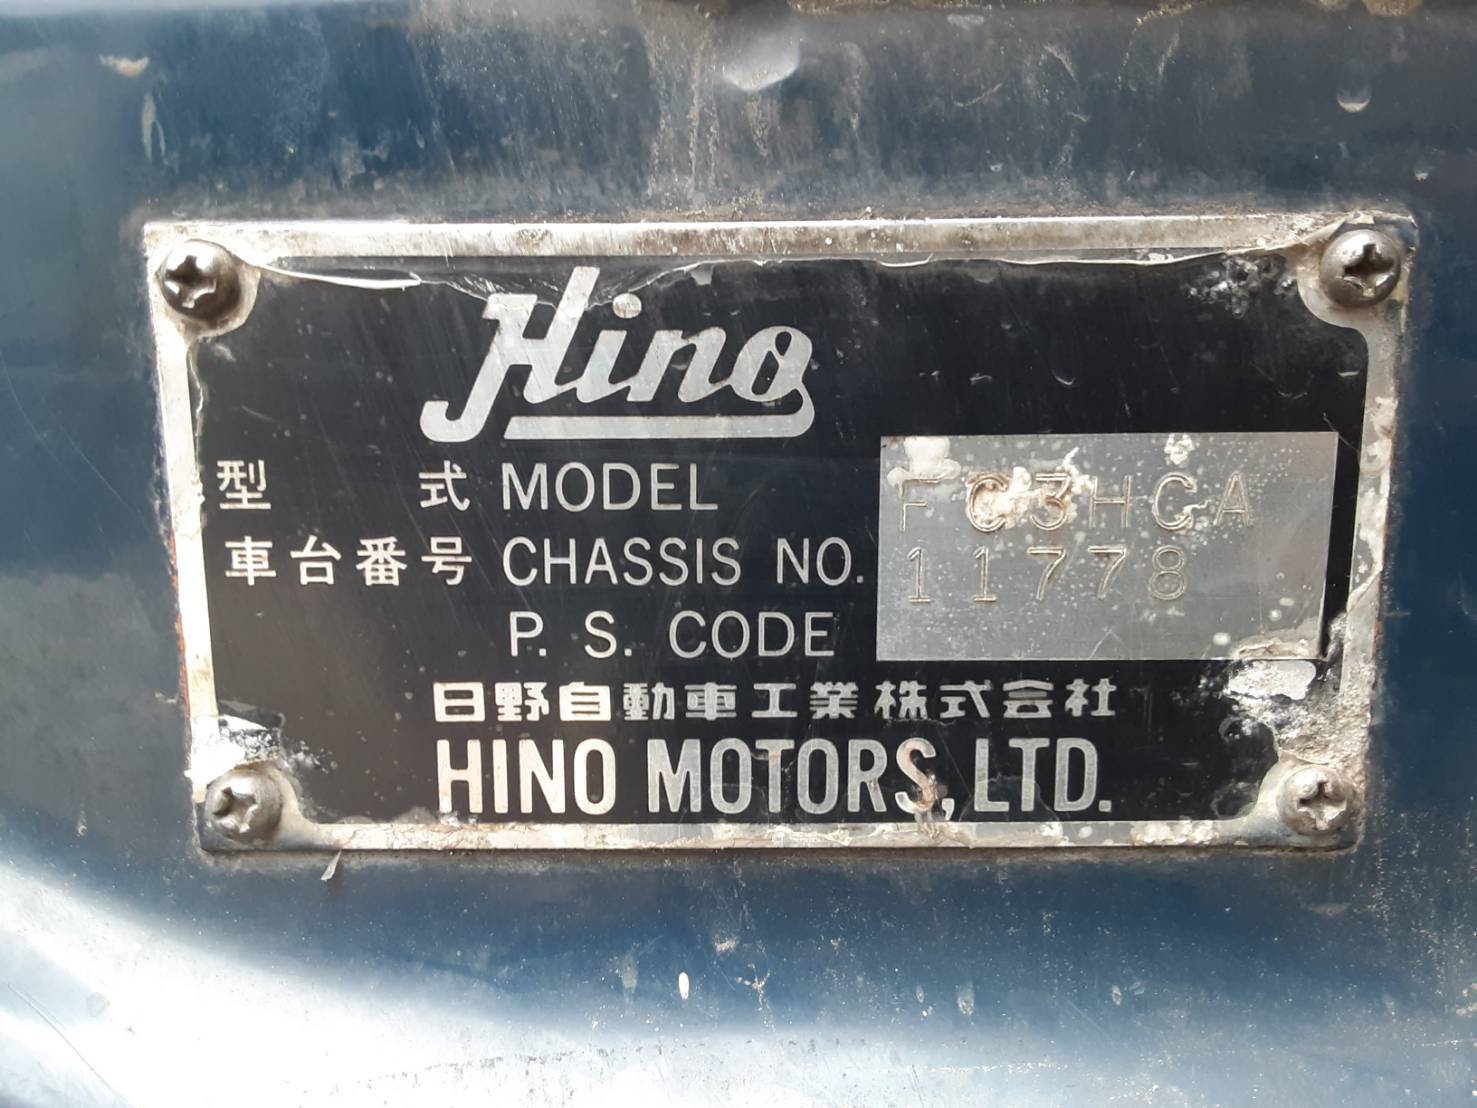 Hino
型式 MODEL FC3HCA
車台番号 CHASSIS NO. 11778
P. S. CODE
日野自動車工業株式会社
HINO MOTORS, LTD.